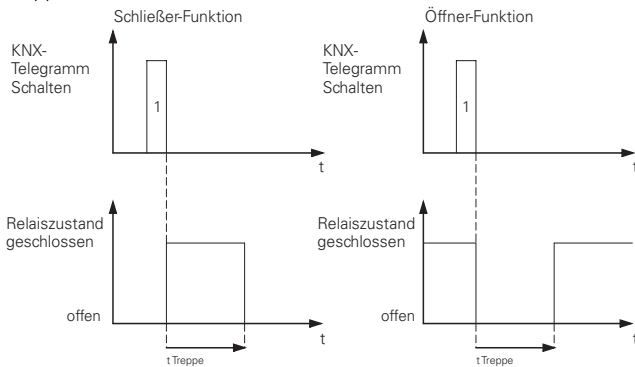 Schließer-Funktion
KNX-
Telegramm
Schalten
1
t
Relaiszustand
geschlossen
offen
t
t Treppe
Öffner-Funktion
KNX-
Telegramm
Schalten
1
t
Relaiszustand
geschlossen
offen
t
t Treppe